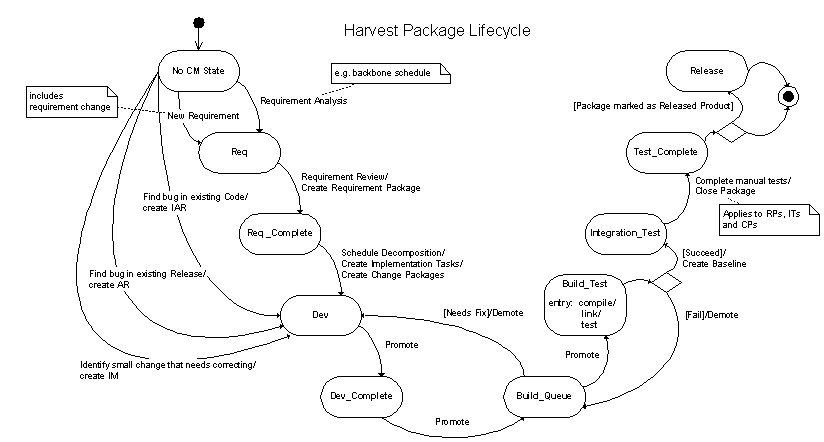 Harvest Package Lifecycle
No CM State
e.g. backbone schedule
Release
includes
requirement change
Requirement Analysis
New Requirement
[Package marked as Released Product]
Req
Test_Complete
Requirement Review/
Create Requirement Package
Complete manual tests/
Close Package
Find bug in existing Code/
create IAR
Applies to RPs, ITs
and CPs
Req_Complete
Integration_Test
Schedule Decomposition/
Create Implementation Tasks/
Create Change Packages
[Succeed]/
Create Baseline
Find bug in existing Release/
create AR
Build_Test
entry: compile/
link/
test
Dev
[Needs Fix]/Demote
[Fail]/Demote
Promote
Promote
Identify small change that needs correcting/
create IM
Dev_Complete
Build_Queue
Promote